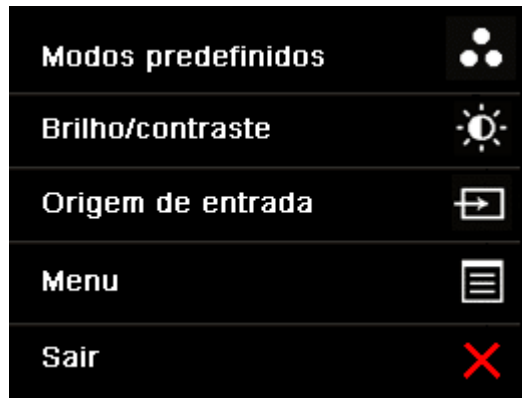 Modos predefinidos
Brilho/contraste
Origem de entrada
Menu
Sair